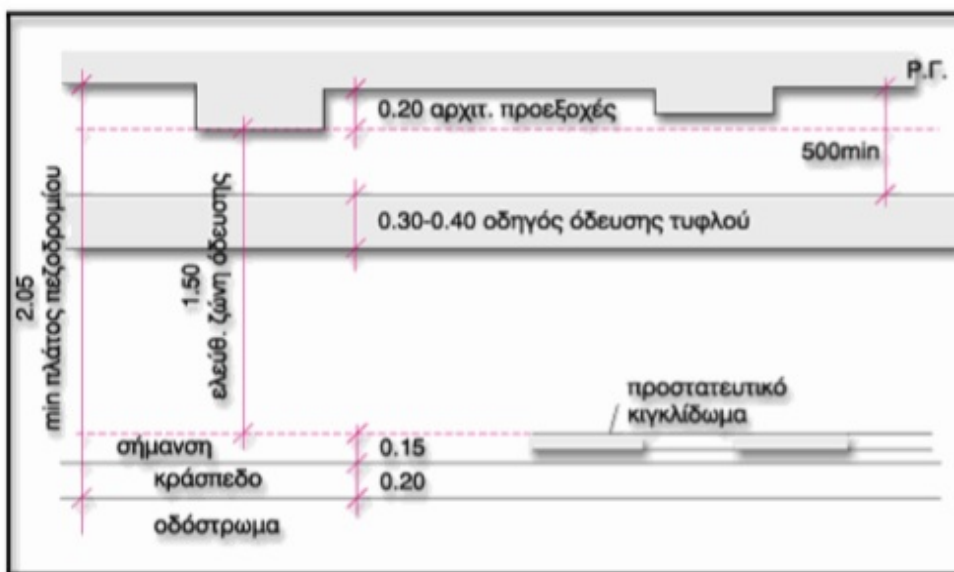 Ρ.Γ.
0.20 αρχιτ. προεξοχές
500min
0.30-0.40 οδηγός όδευσης τυφλού
2.05
min πλάτος πεζοδρομίου
1.50
ελεύθ. ζώνη όδευσης
προστατευτικό
κιγκλίδωμα
σήμανση
0.15
κράσπεδο
0.20
οδόστρωμα